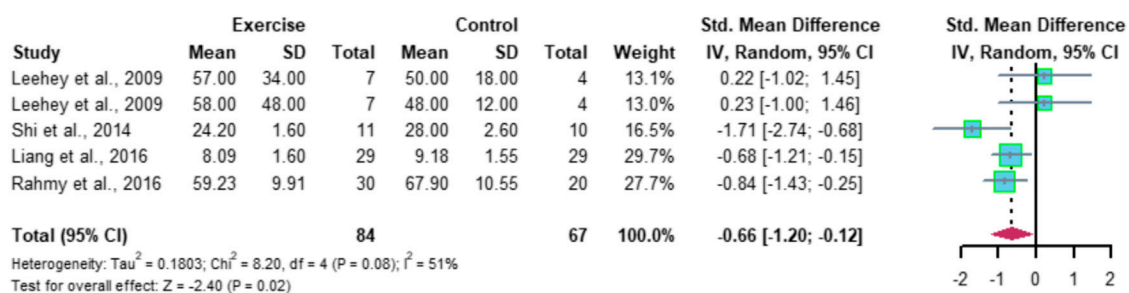 Exercise Control Std. Mean Difference Std. Mean Difference
Study Mean SD Total Mean SD Total Weight IV, Random, 95% CI IV, Random, 95% CI
Leehey et al., 2009 57.00 34.00 7 50.00 18.00 4 13.1% 0.22 [-1.02; 1.45]
Leehey et al., 2009 58.00 48.00 7 48.00 12.00 4 13.0% 0.23 [-1.00; 1.46]
Shi et al., 2014 24.20 1.60 11 28.00 2.60 10 16.5% -1.71 [-2.74; -0.68]
Liang et al., 2016 8.09 1.60 29 9.18 1.55 29 29.7% -0.68 [-1.21; -0.15]
Rahmy et al., 2016 59.23 9.91 30 67.90 10.55 20 27.7% -0.84 [-1.43; -0.25]
Total (95% CI) 84 67 100.0% -0.66 [-1.20; -0.12]
Heterogeneity: Tau² = 0.1803; Chi² = 8.20, df = 4 (P = 0.08); I² = 51%
Test for overall effect: Z = -2.40 (P = 0.02)
-2 -1 0 1 2